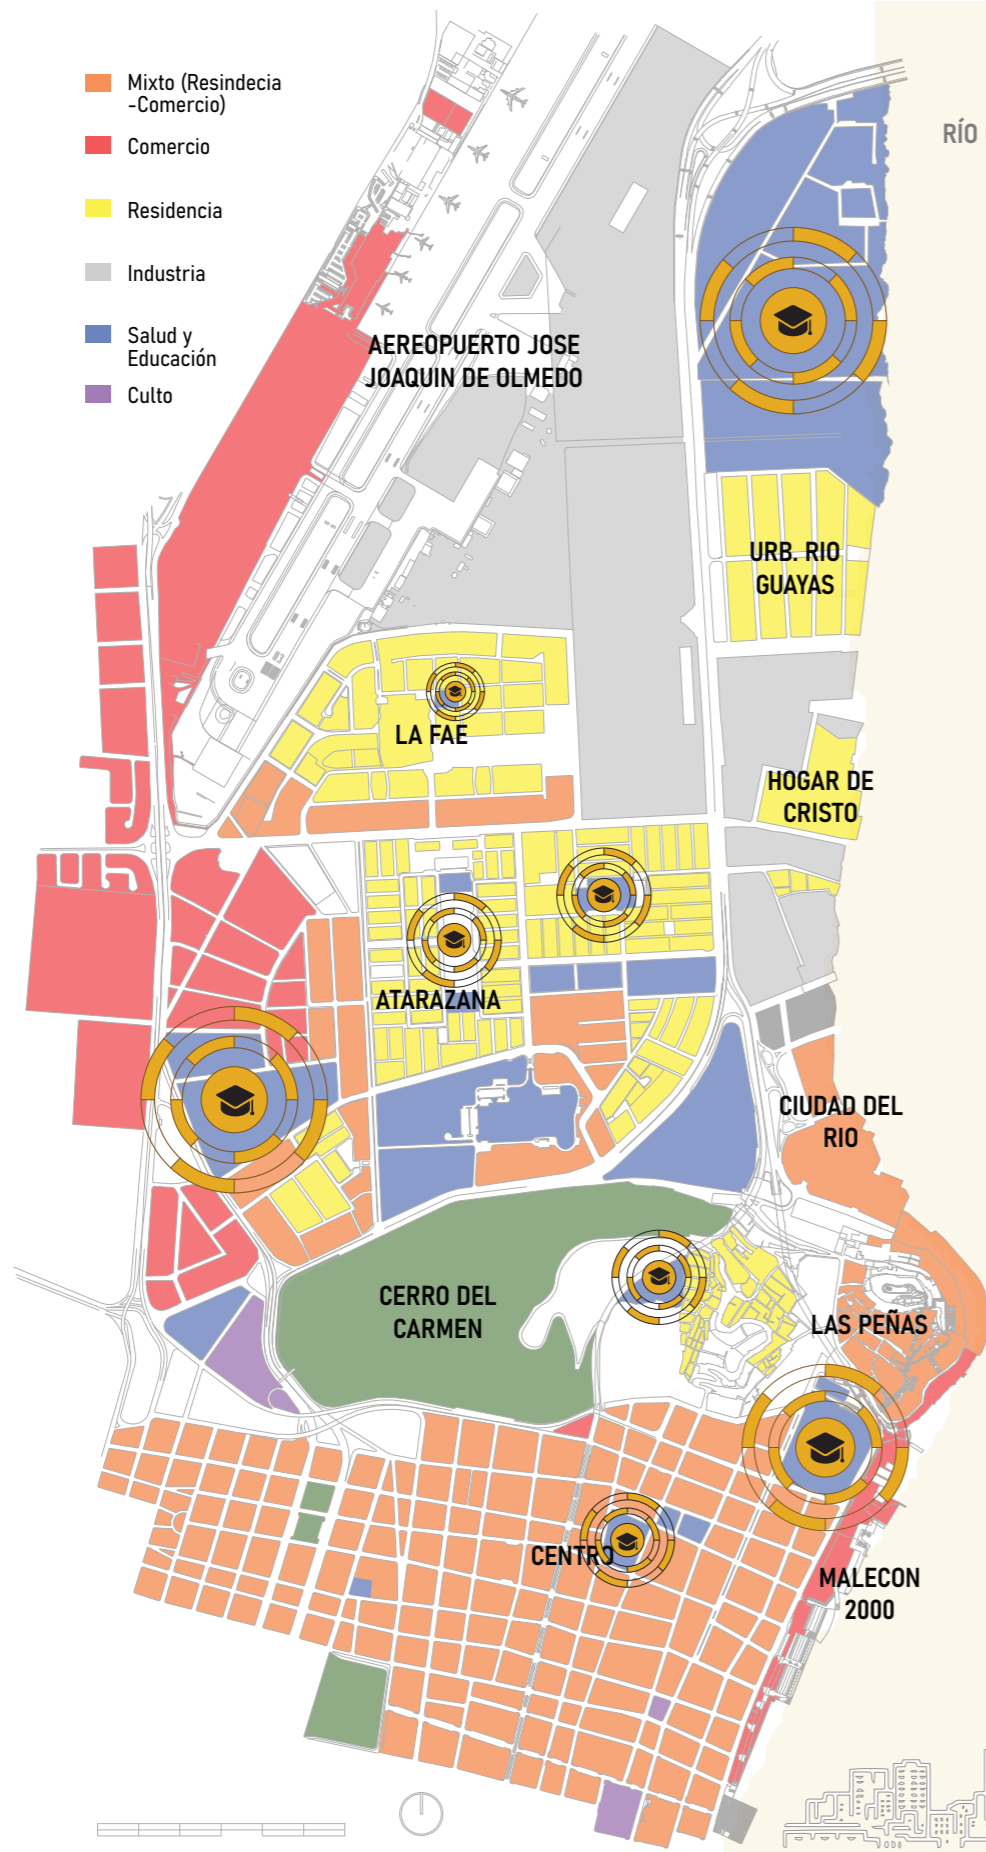 Mixto (Resindecia
-Comercio)
Comercio
Residencia
Industria
Salud y
Educación
Culto
RÍO
AEREOPUERTO JOSE
JOAQUIN DE OLMEDO
URB. RIO
GUAYAS
LA FAE
HOGAR DE
CRISTO
ATARAZANA
CIUDAD DEL
RIO
CERRO DEL
CARMEN
LAS PEÑAS
CENTRO
MALECON
2000